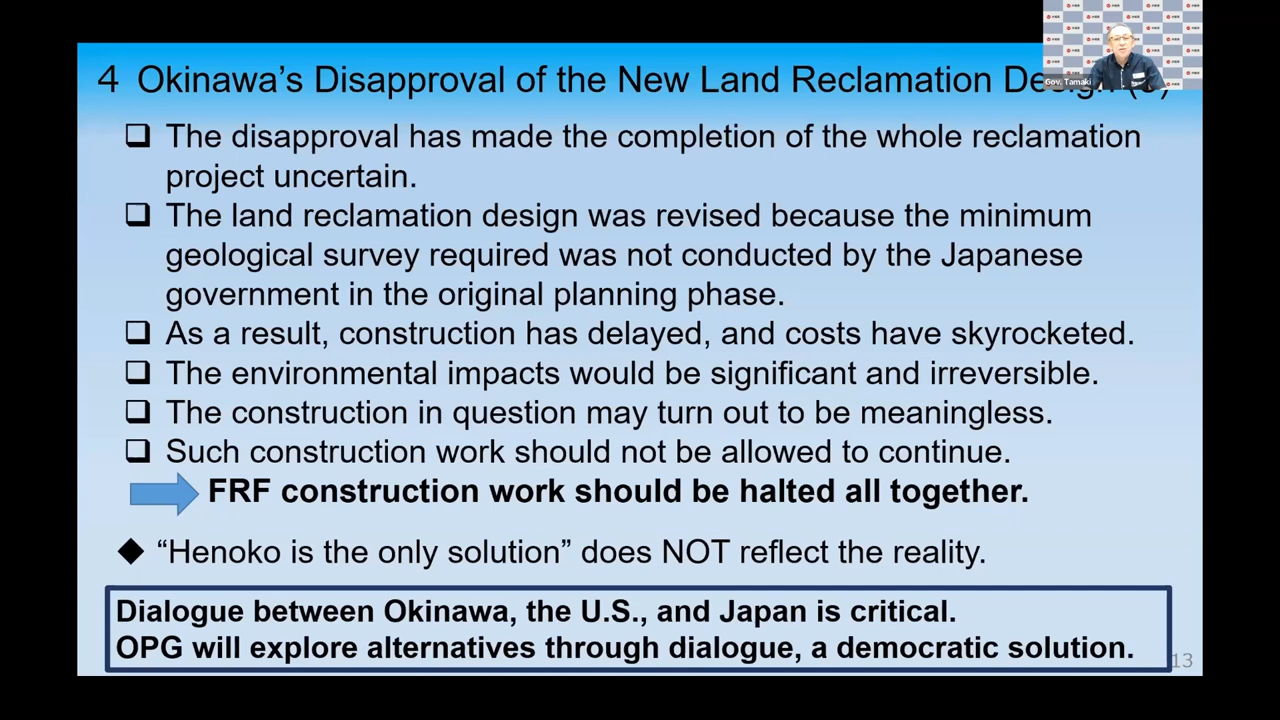 4 Okinawa's Disapproval of the New Land Reclamation Design
Gov. Tamaki
❑ The disapproval has made the completion of the whole reclamation
project uncertain.
❑ The land reclamation design was revised because the minimum
geological survey required was not conducted by the Japanese
government in the original planning phase.
❑ As a result, construction has delayed, and costs have skyrocketed.
❑ The environmental impacts would be significant and irreversible.
❑ The construction in question may turn out to be meaningless.
❑ Such construction work should not be allowed to continue.
FRF construction work should be halted all together.
◆ “Henoko is the only solution” does NOT reflect the reality.
Dialogue between Okinawa, the U.S., and Japan is critical.
OPG will explore alternatives through dialogue, a democratic solution.
13